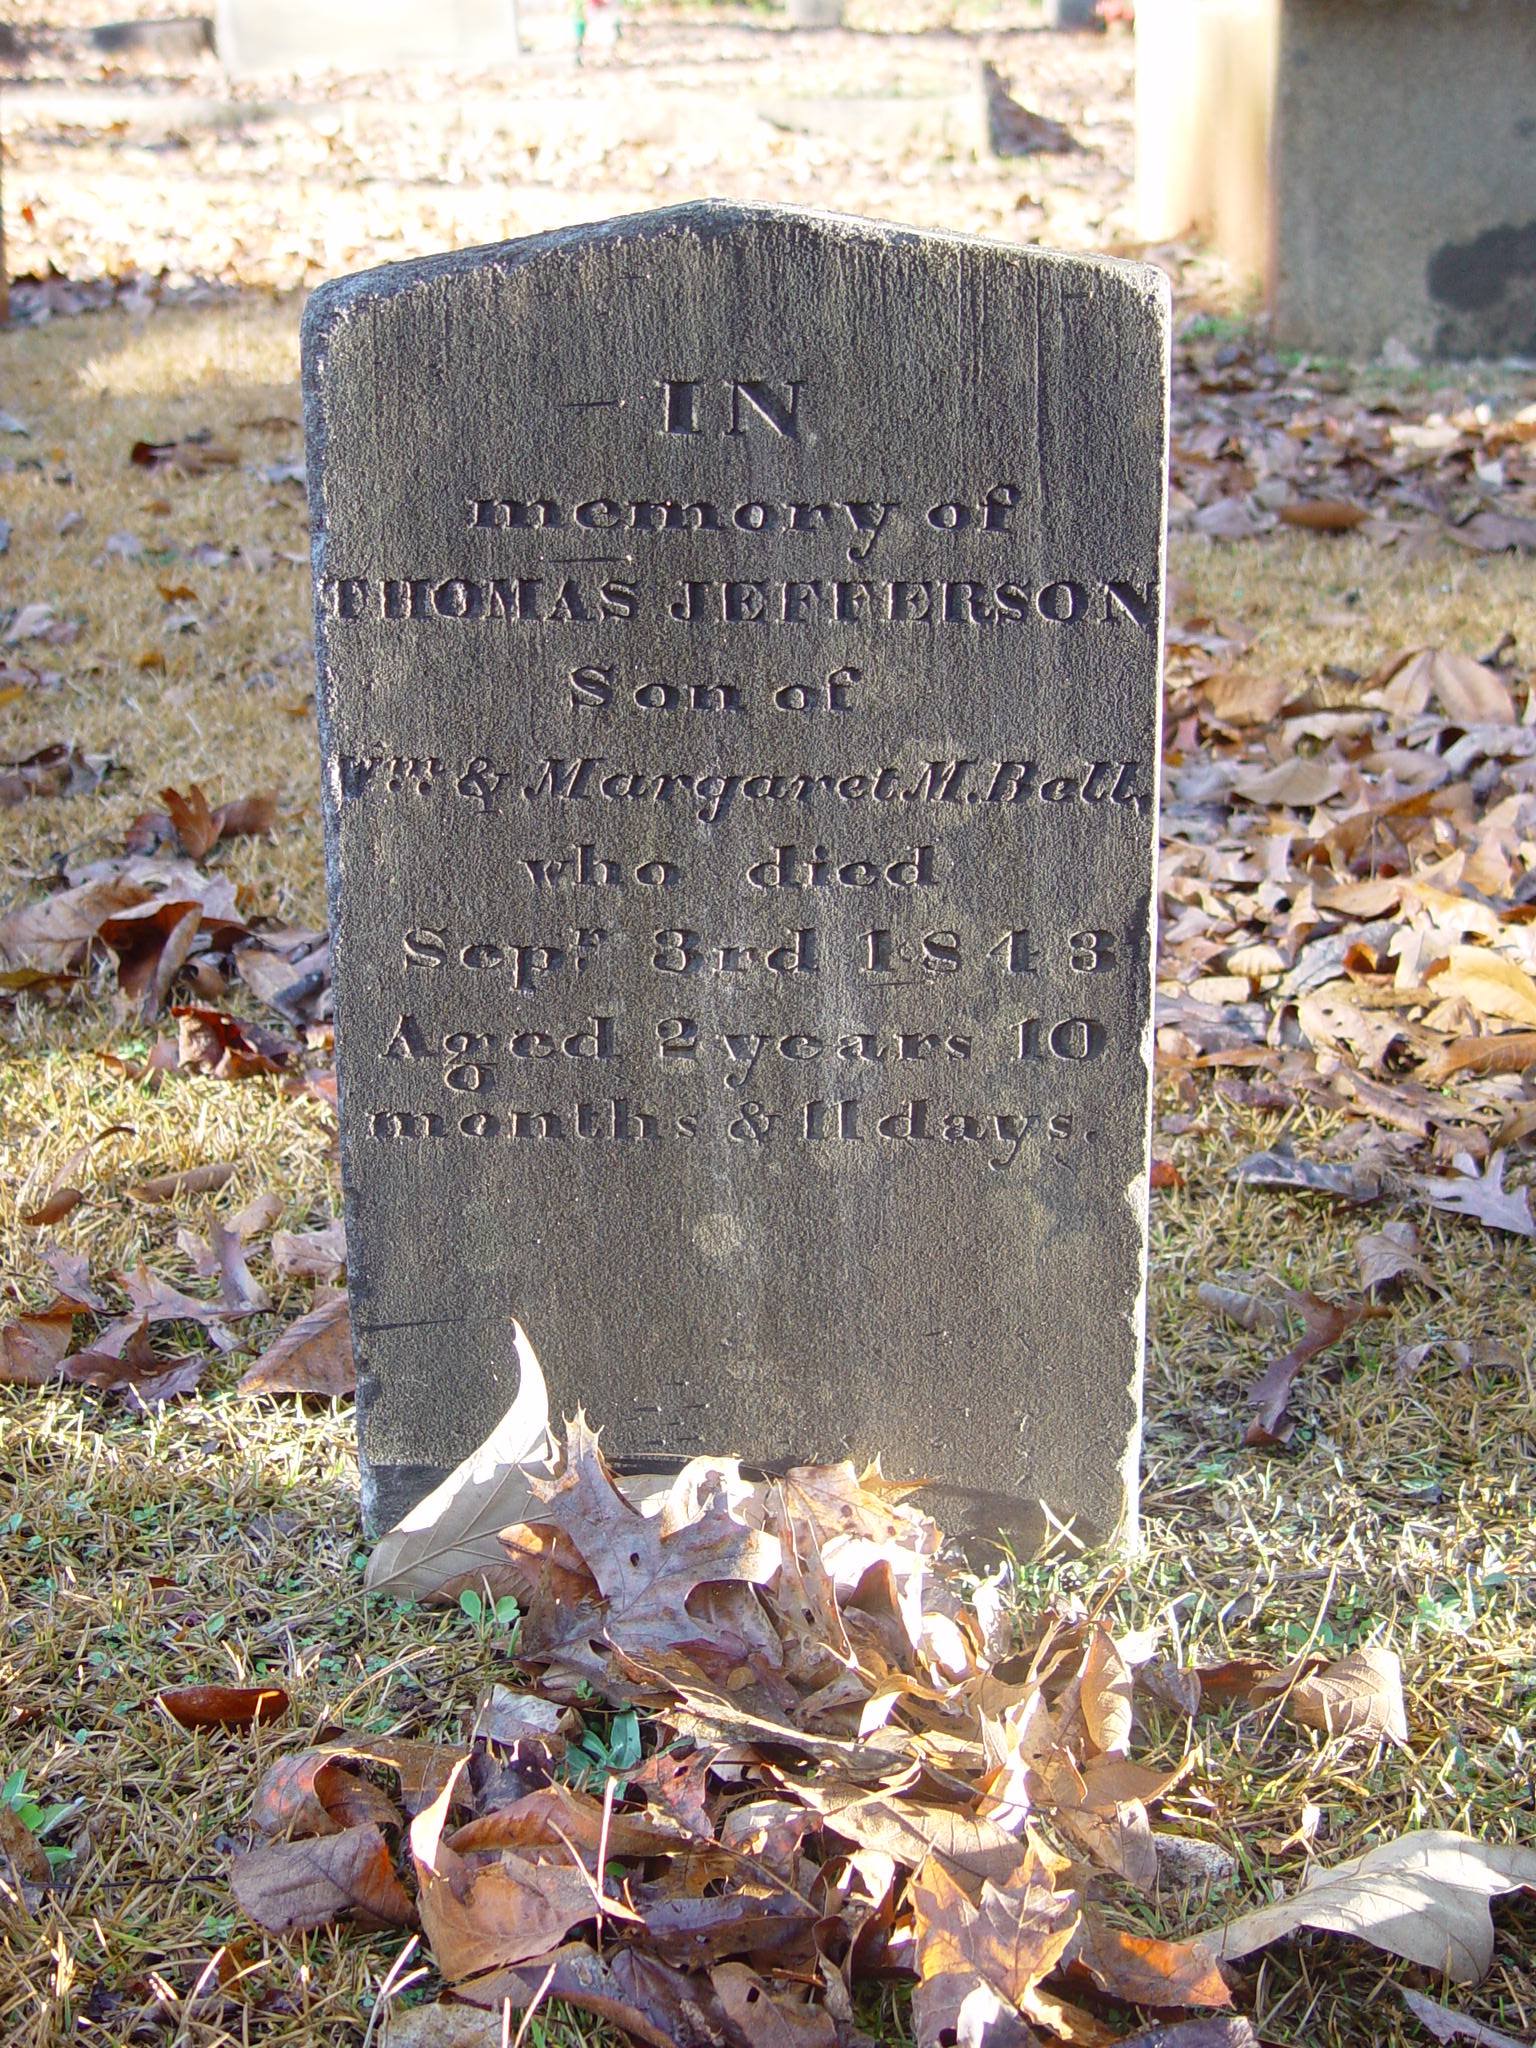 IN
memory of
THOMAS JEFFERSON
Son of
Wm. & Margaret M. Bell,
who died
Sepr. 3rd 1843
Aged 2 years 10
months & 11 days.